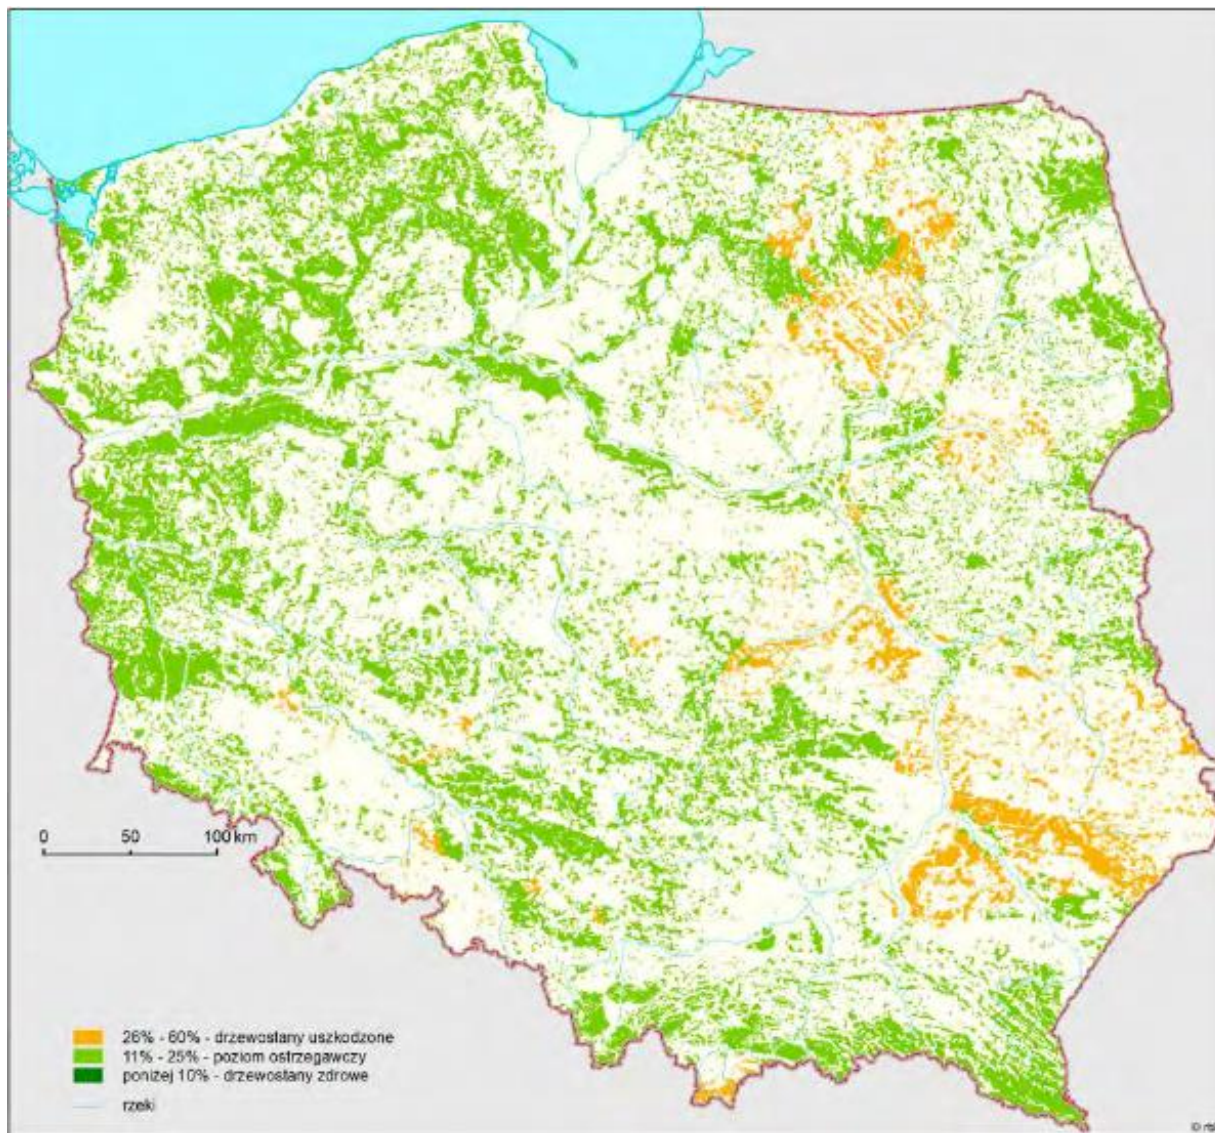 0 50 100 km
26% - 60% - drzewostany uszkodzone
11% - 25% - poziom ostrzegawczy
poniżej 10% - drzewostany zdrowe
rzeki